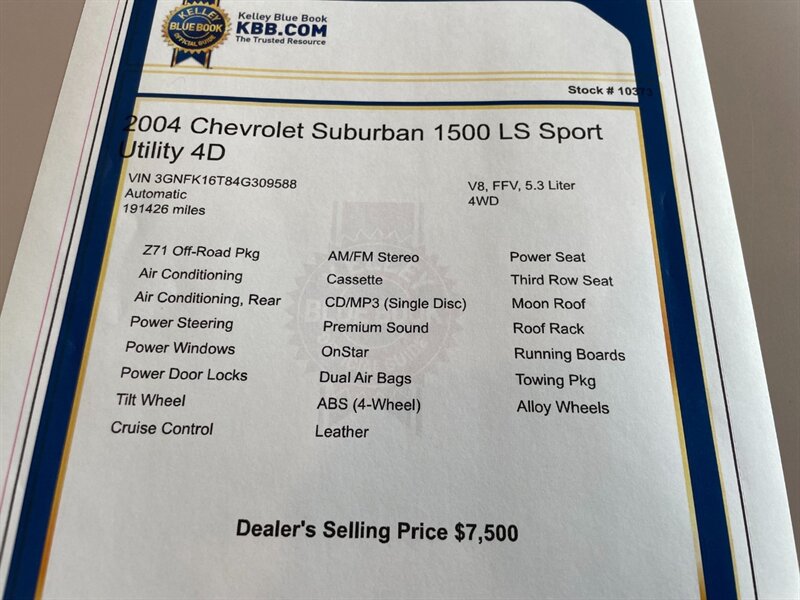 KELLEY
BLUE BOOK
OFFICIAL GUIDE
Kelley Blue Book
KBB.COM
The Trusted Resource
Stock # 10373
2004 Chevrolet Suburban 1500 LS Sport
Utility 4D
VIN 3GNFK16T84G309588
Automatic
191426 miles
V8, FFV, 5.3 Liter
4WD
Z71 Off-Road Pkg
Air Conditioning
Air Conditioning, Rear
Power Steering
Power Windows
Power Door Locks
Tilt Wheel
Cruise Control
AM/FM Stereo
Cassette
CD/MP3 (Single Disc)
Premium Sound
OnStar
Dual Air Bags
ABS (4-Wheel)
Leather
Power Seat
Third Row Seat
Moon Roof
Roof Rack
Running Boards
Towing Pkg
Alloy Wheels
Dealer's Selling Price $7,500